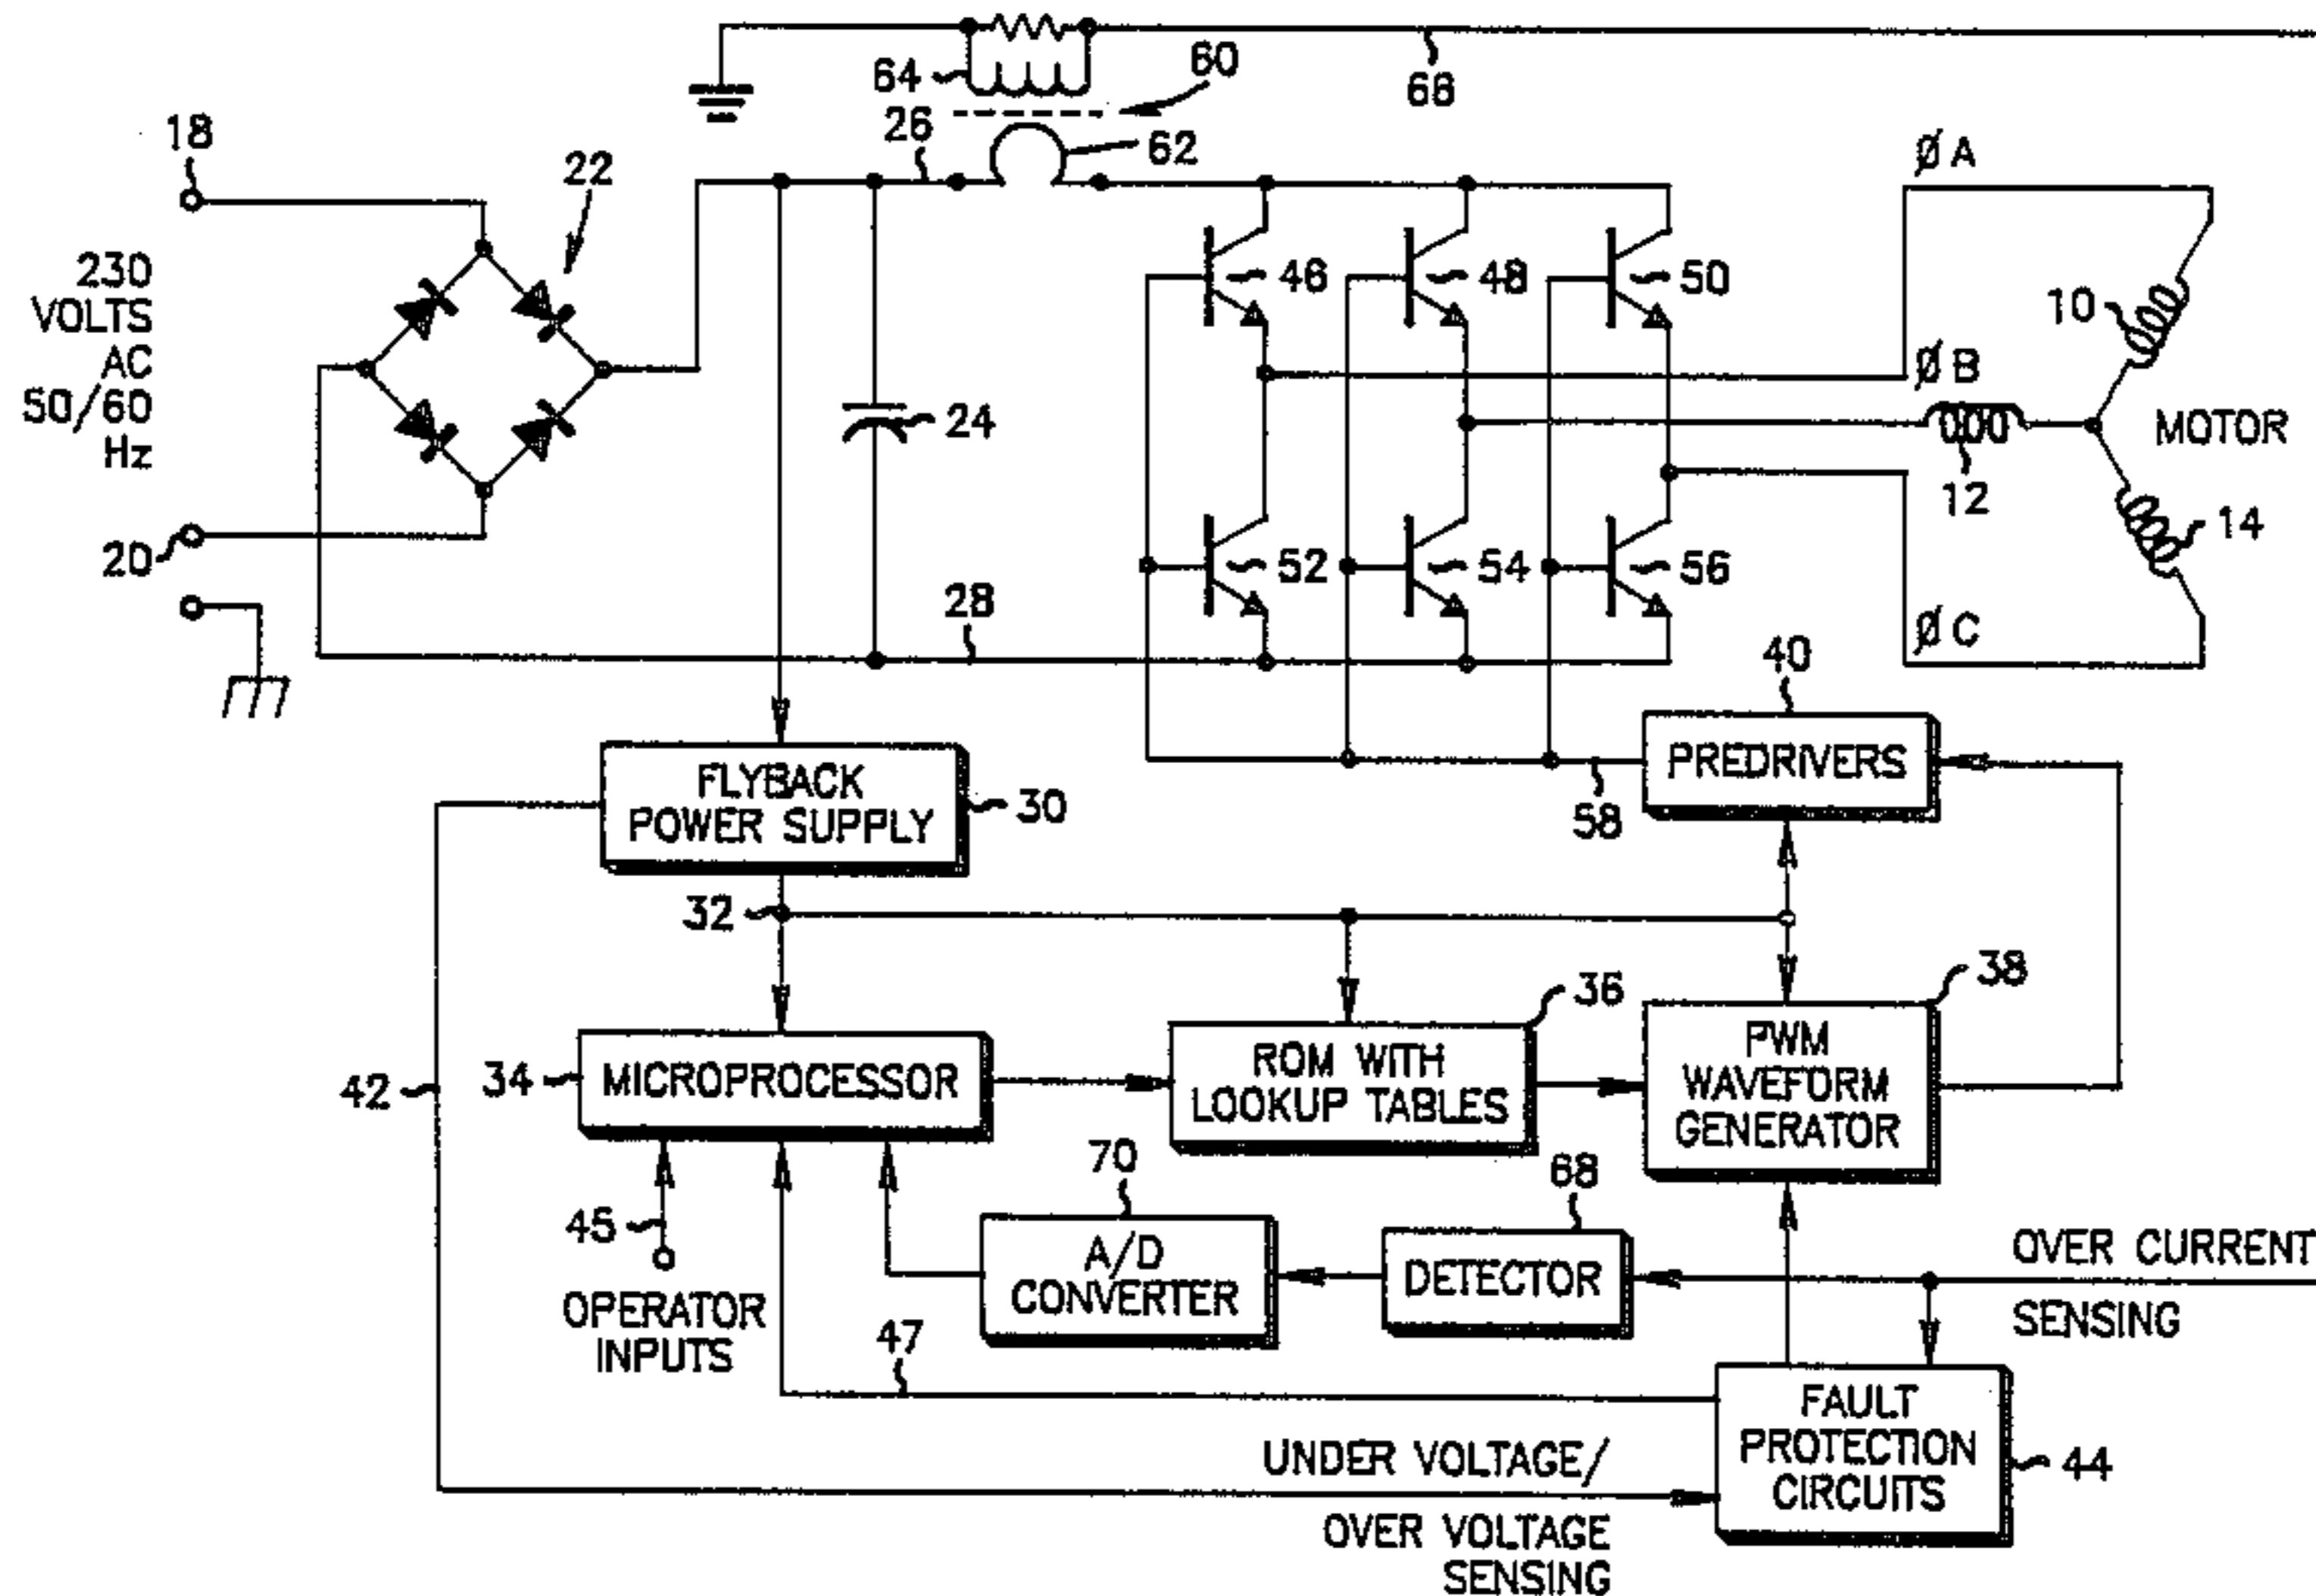 64
60
66
26
62
18
22
ØA
230
VOLTS
AC
50/60
Hz
46
48
50
10
ØB
24
MOTOR
12
20
52
54
56
14
28
ØC
40
FLYBACK
POWER SUPPLY
30
PREDRIVERS
58
32
36
38
42
34
MICROPROCESSOR
ROM WITH
LOOKUP TABLES
PWM
WAVEFORM
GENERATOR
70
68
45
OPERATOR
INPUTS
A/D
CONVERTER
DETECTOR
OVER CURRENT
SENSING
47
FAULT
PROTECTION
CIRCUITS
44
UNDER VOLTAGE/
OVER VOLTAGE
SENSING